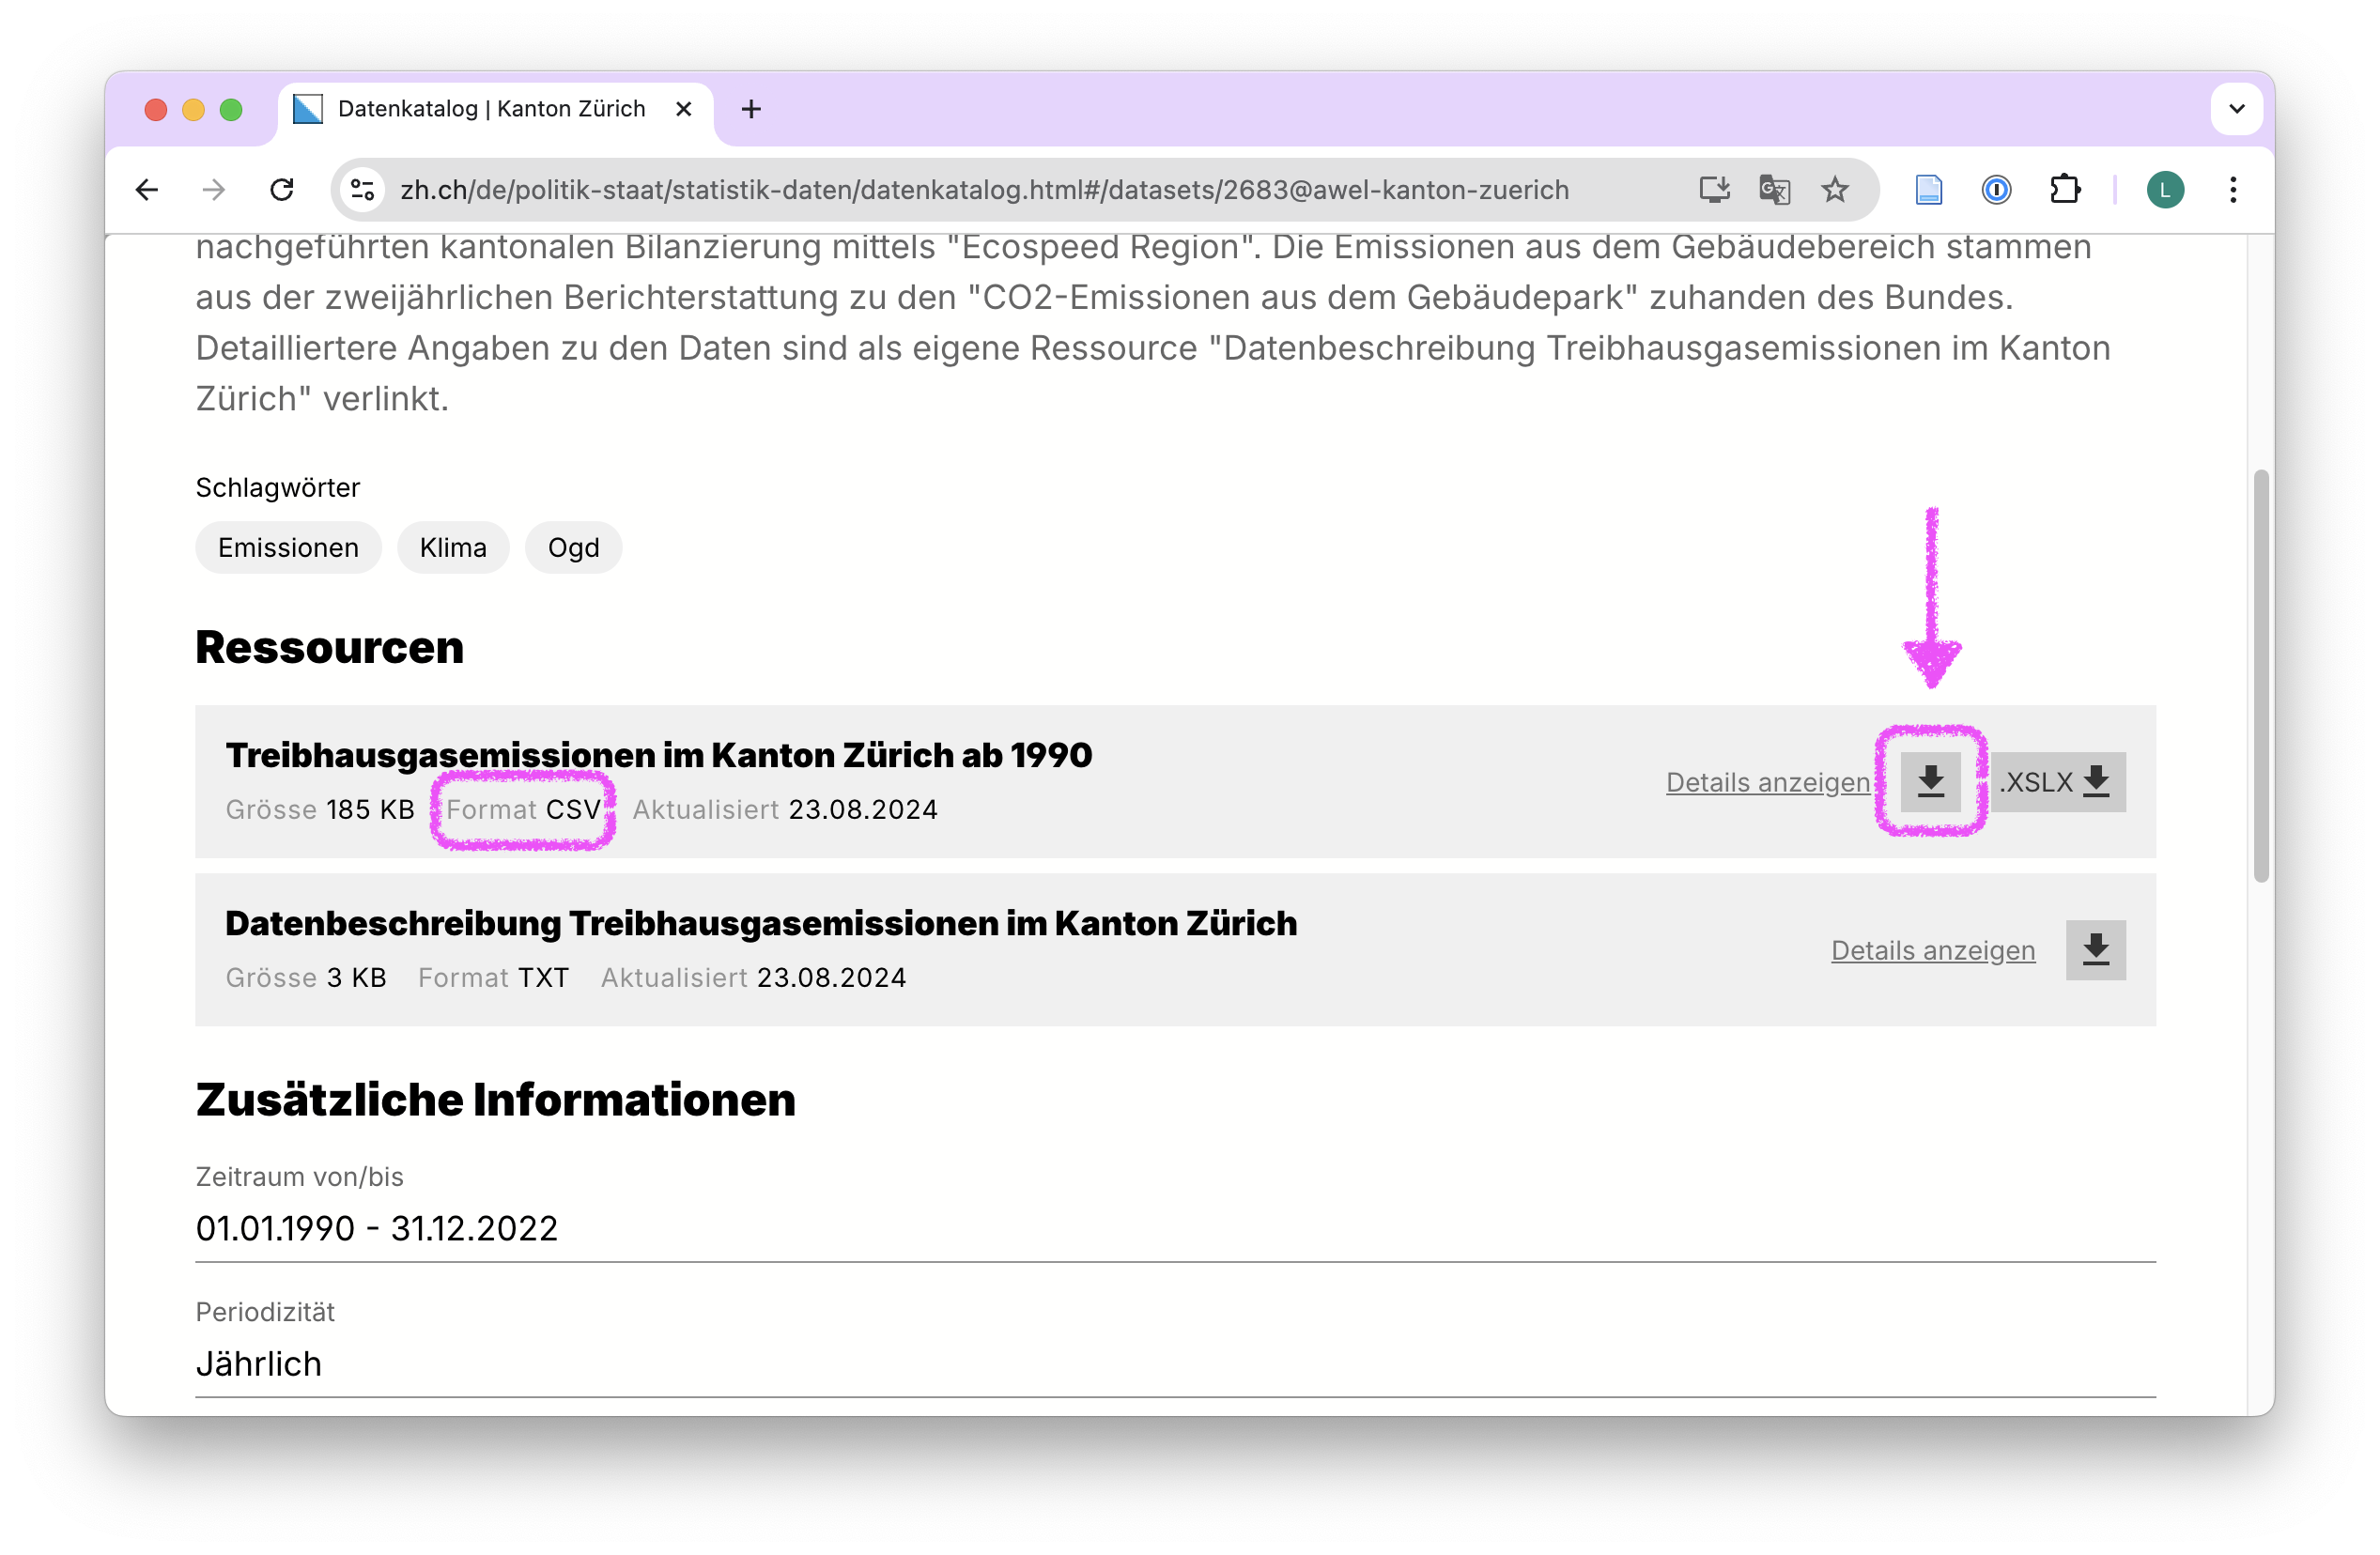 Datenkatalog | Kanton Zürich
zh.ch/de/politik-staat/statistik-daten/datenkatalog.html#/datasets/2683@awel-kanton-zuerich
L
nachgeführten kantonalen Bilanzierung mittels "Ecospeed Region". Die Emissionen aus dem Gebäudebereich stammen
aus der zweijährlichen Berichterstattung zu den "CO2-Emissionen aus dem Gebäudepark" zuhanden des Bundes.
Detailliertere Angaben zu den Daten sind als eigene Ressource "Datenbeschreibung Treibhausgasemissionen im Kanton
Zürich" verlinkt.
Schlagwörter
Emissionen Klima Ogd
Ressourcen
Treibhausgasemissionen im Kanton Zürich ab 1990
Grösse 185 KB Format CSV Aktualisiert 23.08.2024
Details anzeigen .XSLX
Datenbeschreibung Treibhausgasemissionen im Kanton Zürich
Grösse 3 KB Format TXT Aktualisiert 23.08.2024
Details anzeigen
Zusätzliche Informationen
Zeitraum von/bis
01.01.1990 - 31.12.2022
Periodizität
Jährlich